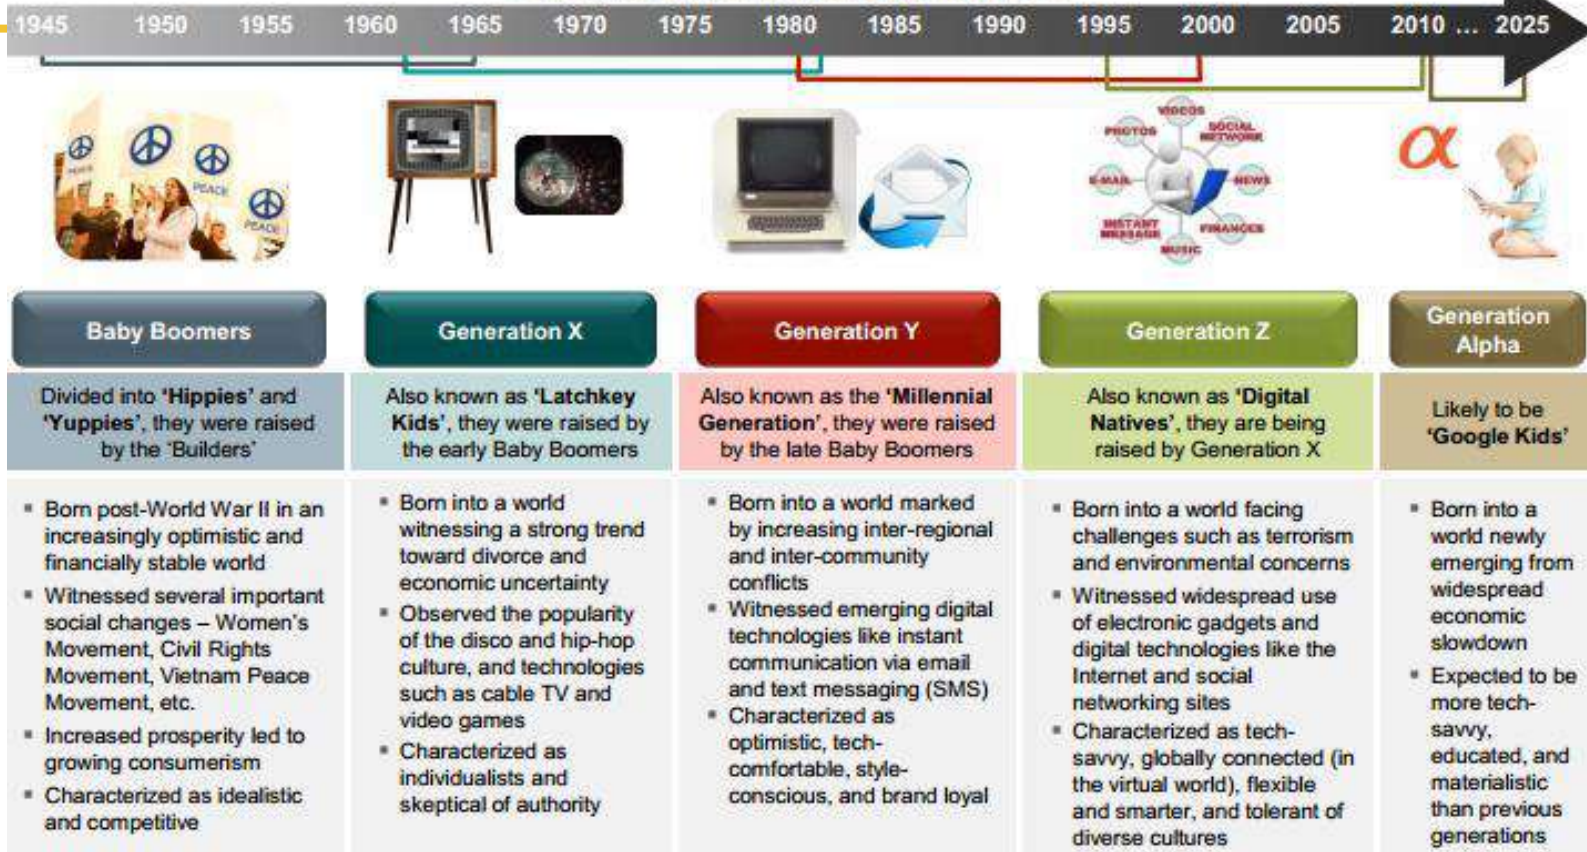 1945 1950 1955 1960 1965 1970 1975 1980 1985 1990 1995 2000 2005 2010 ... 2025
PEACE
PEACE
PEACE
VIDEOS
PHOTOS
SOCIAL
NETWORK
E-MAIL
NEWS
INSTANT
MESSAGE
FINANCES
MUSIC
α
Baby Boomers
Divided into 'Hippies' and
'Yuppies', they were raised
by the 'Builders'
▪ Born post-World War II in an
increasingly optimistic and
financially stable world
▪ Witnessed several important
social changes – Women's
Movement, Civil Rights
Movement, Vietnam Peace
Movement, etc.
▪ Increased prosperity led to
growing consumerism
▪ Characterized as idealistic
and competitive
Generation X
Also known as 'Latchkey
Kids', they were raised by
the early Baby Boomers
▪ Born into a world
witnessing a strong trend
toward divorce and
economic uncertainty
▪ Observed the popularity
of the disco and hip-hop
culture, and technologies
such as cable TV and
video games
▪ Characterized as
individualists and
skeptical of authority
Generation Y
Also known as the 'Millennial
Generation', they were raised
by the late Baby Boomers
▪ Born into a world marked
by increasing inter-regional
and inter-community
conflicts
▪ Witnessed emerging digital
technologies like instant
communication via email
and text messaging (SMS)
▪ Characterized as
optimistic, tech-
comfortable, style-
conscious, and brand loyal
Generation Z
Also known as 'Digital
Natives', they are being
raised by Generation X
▪ Born into a world facing
challenges such as terrorism
and environmental concerns
▪ Witnessed widespread use
of electronic gadgets and
digital technologies like the
Internet and social
networking sites
▪ Characterized as tech-
savvy, globally connected (in
the virtual world), flexible
and smarter, and tolerant of
diverse cultures
Generation
Alpha
Likely to be
'Google Kids'
▪ Born into a
world newly
emerging from
widespread
economic
slowdown
▪ Expected to be
more tech-
savvy,
educated, and
materialistic
than previous
generations